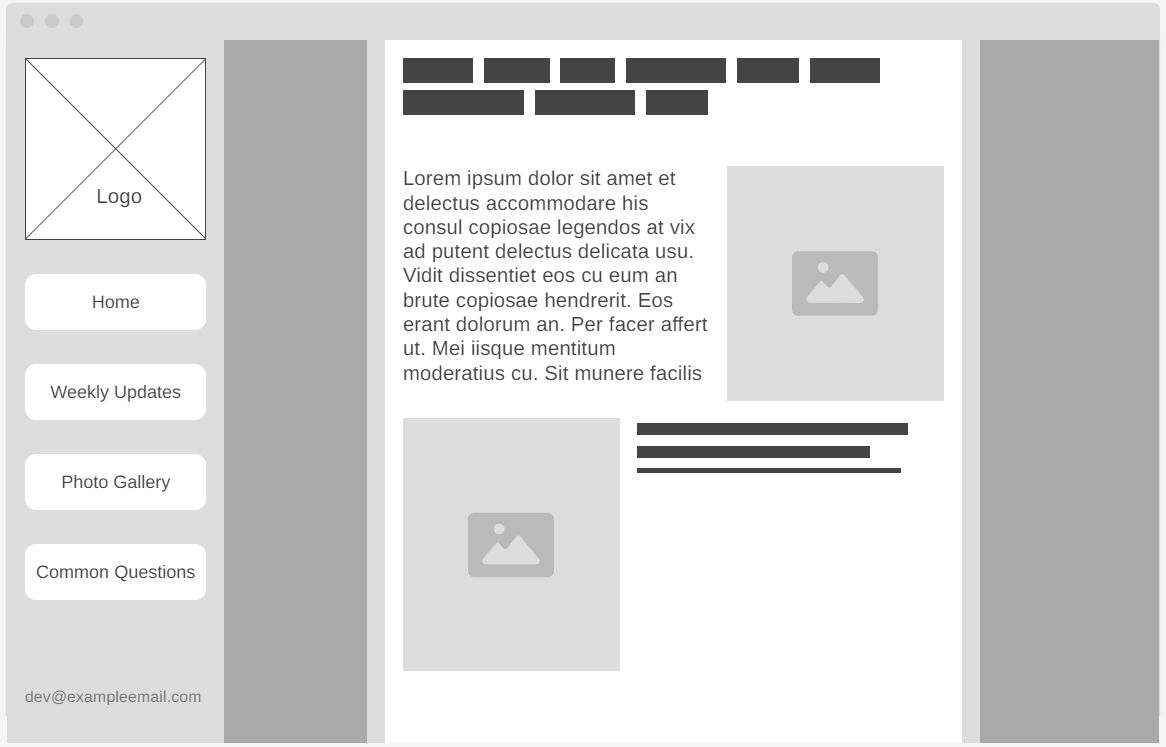 Logo
Home
Weekly Updates
Photo Gallery
Common Questions
dev@exampleemail.com
Lorem ipsum dolor sit amet et
delectus accommodare his
consul copiosae legendos at vix
ad putent delectus delicata usu.
Vidit dissentiet eos cu eum an
brute copiosae hendrerit. Eos
erant dolorum an. Per facer affert
ut. Mei iisque mentitum
moderatius cu. Sit munere facilis